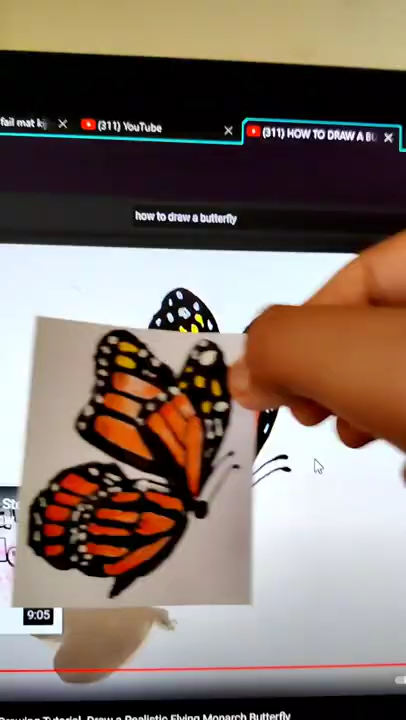 fail mat k
(311) YouTube
(311) HOW TO DRAW A BU
how to draw a butterfly
9:05
Drawing Tutorial. Draw a Realistic Flying Monarch Butterfly